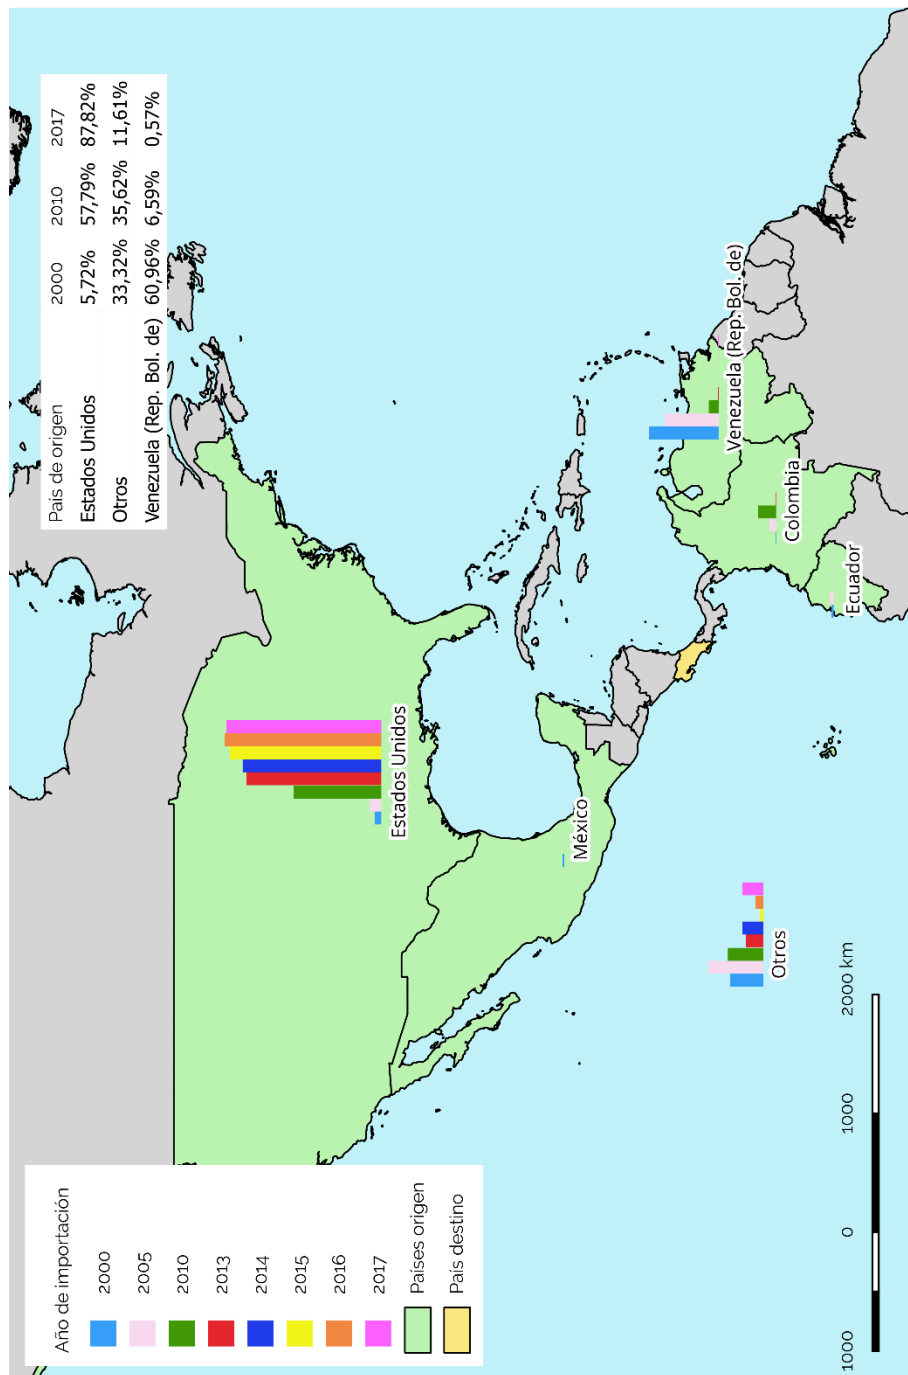 País de origen 2000 2010 2017
Estados Unidos 5,72% 57,79% 87,82%
Otros 33,32% 35,62% 11,61%
Venezuela (Rep. Bol. de) 60,96% 6,59% 0,57%
Estados Unidos
México
Venezuela (Rep. Bol. de)
Colombia
Ecuador
Otros
Año de importación
2000
2005
2010
2013
2014
2015
2016
2017
Países origen
País destino
1000 0 1000 2000 km